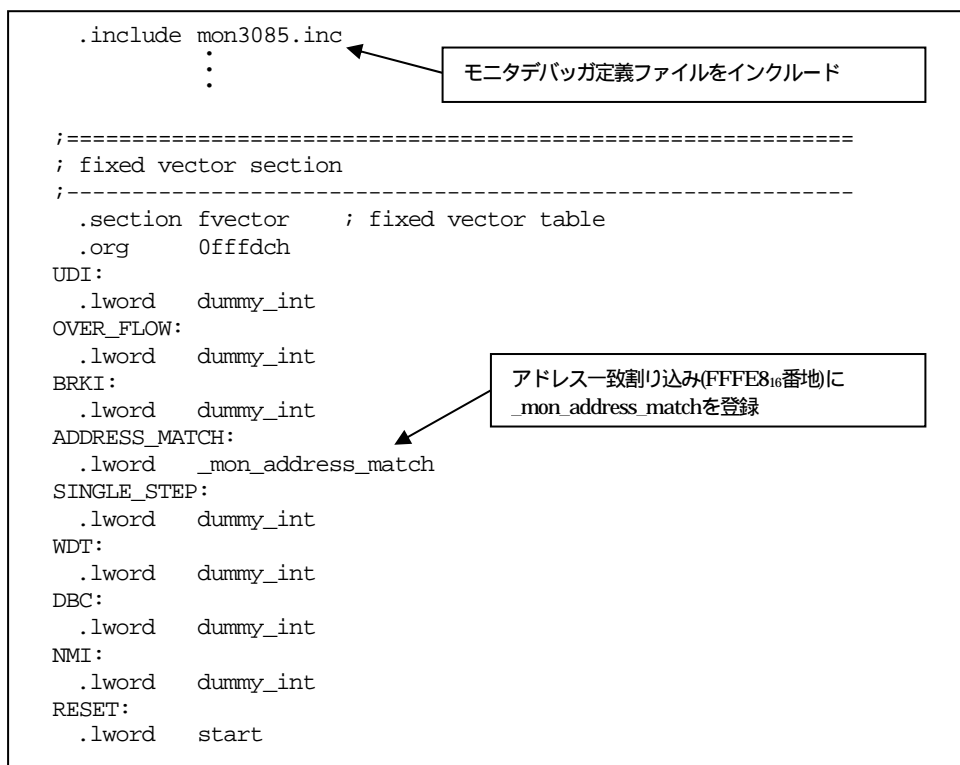 .include mon3085.inc
:
:
モニタデバッガ定義ファイルをインクルード
;==========================================================
; fixed vector section
;----------------------------------------------------------
.section fvector ; fixed vector table
.org 0fffdch
UDI:
.lword dummy_int
OVER_FLOW:
.lword dummy_int
BRKI:
.lword dummy_int
アドレス一致割り込み(FFFE8₁₆番地)に
_mon_address_matchを登録
ADDRESS_MATCH:
.lword _mon_address_match
SINGLE_STEP:
.lword dummy_int
WDT:
.lword dummy_int
DBC:
.lword dummy_int
NMI:
.lword dummy_int
RESET:
.lword start